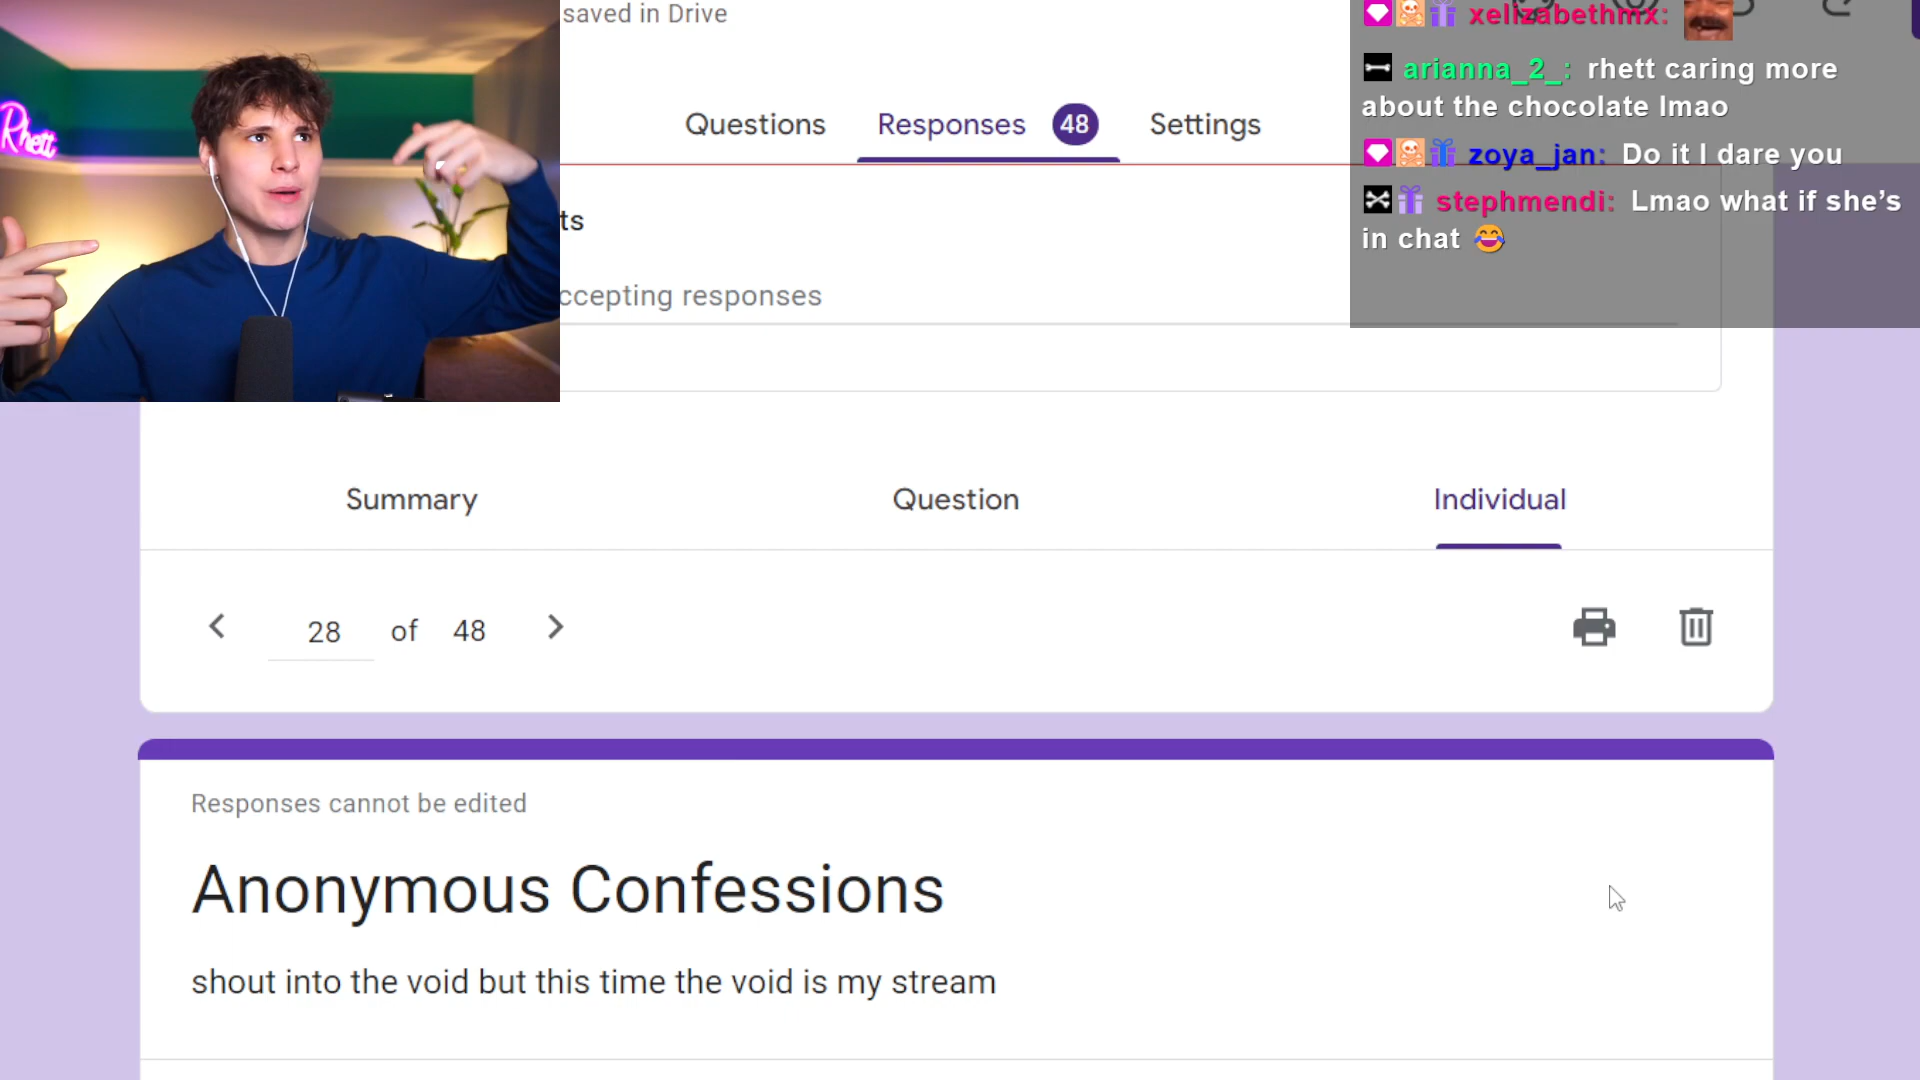 saved in Drive
Rhett
Questions
Responses
48
Settings
ts
ccepting responses
xelizabethmx:
arianna_2_: rhett caring more
about the chocolate lmao
zoya_jan: Do it I dare you
stephmendi: Lmao what if she's
in chat 😂
Summary
Question
Individual
28 of 48
Responses cannot be edited
Anonymous Confessions
shout into the void but this time the void is my stream